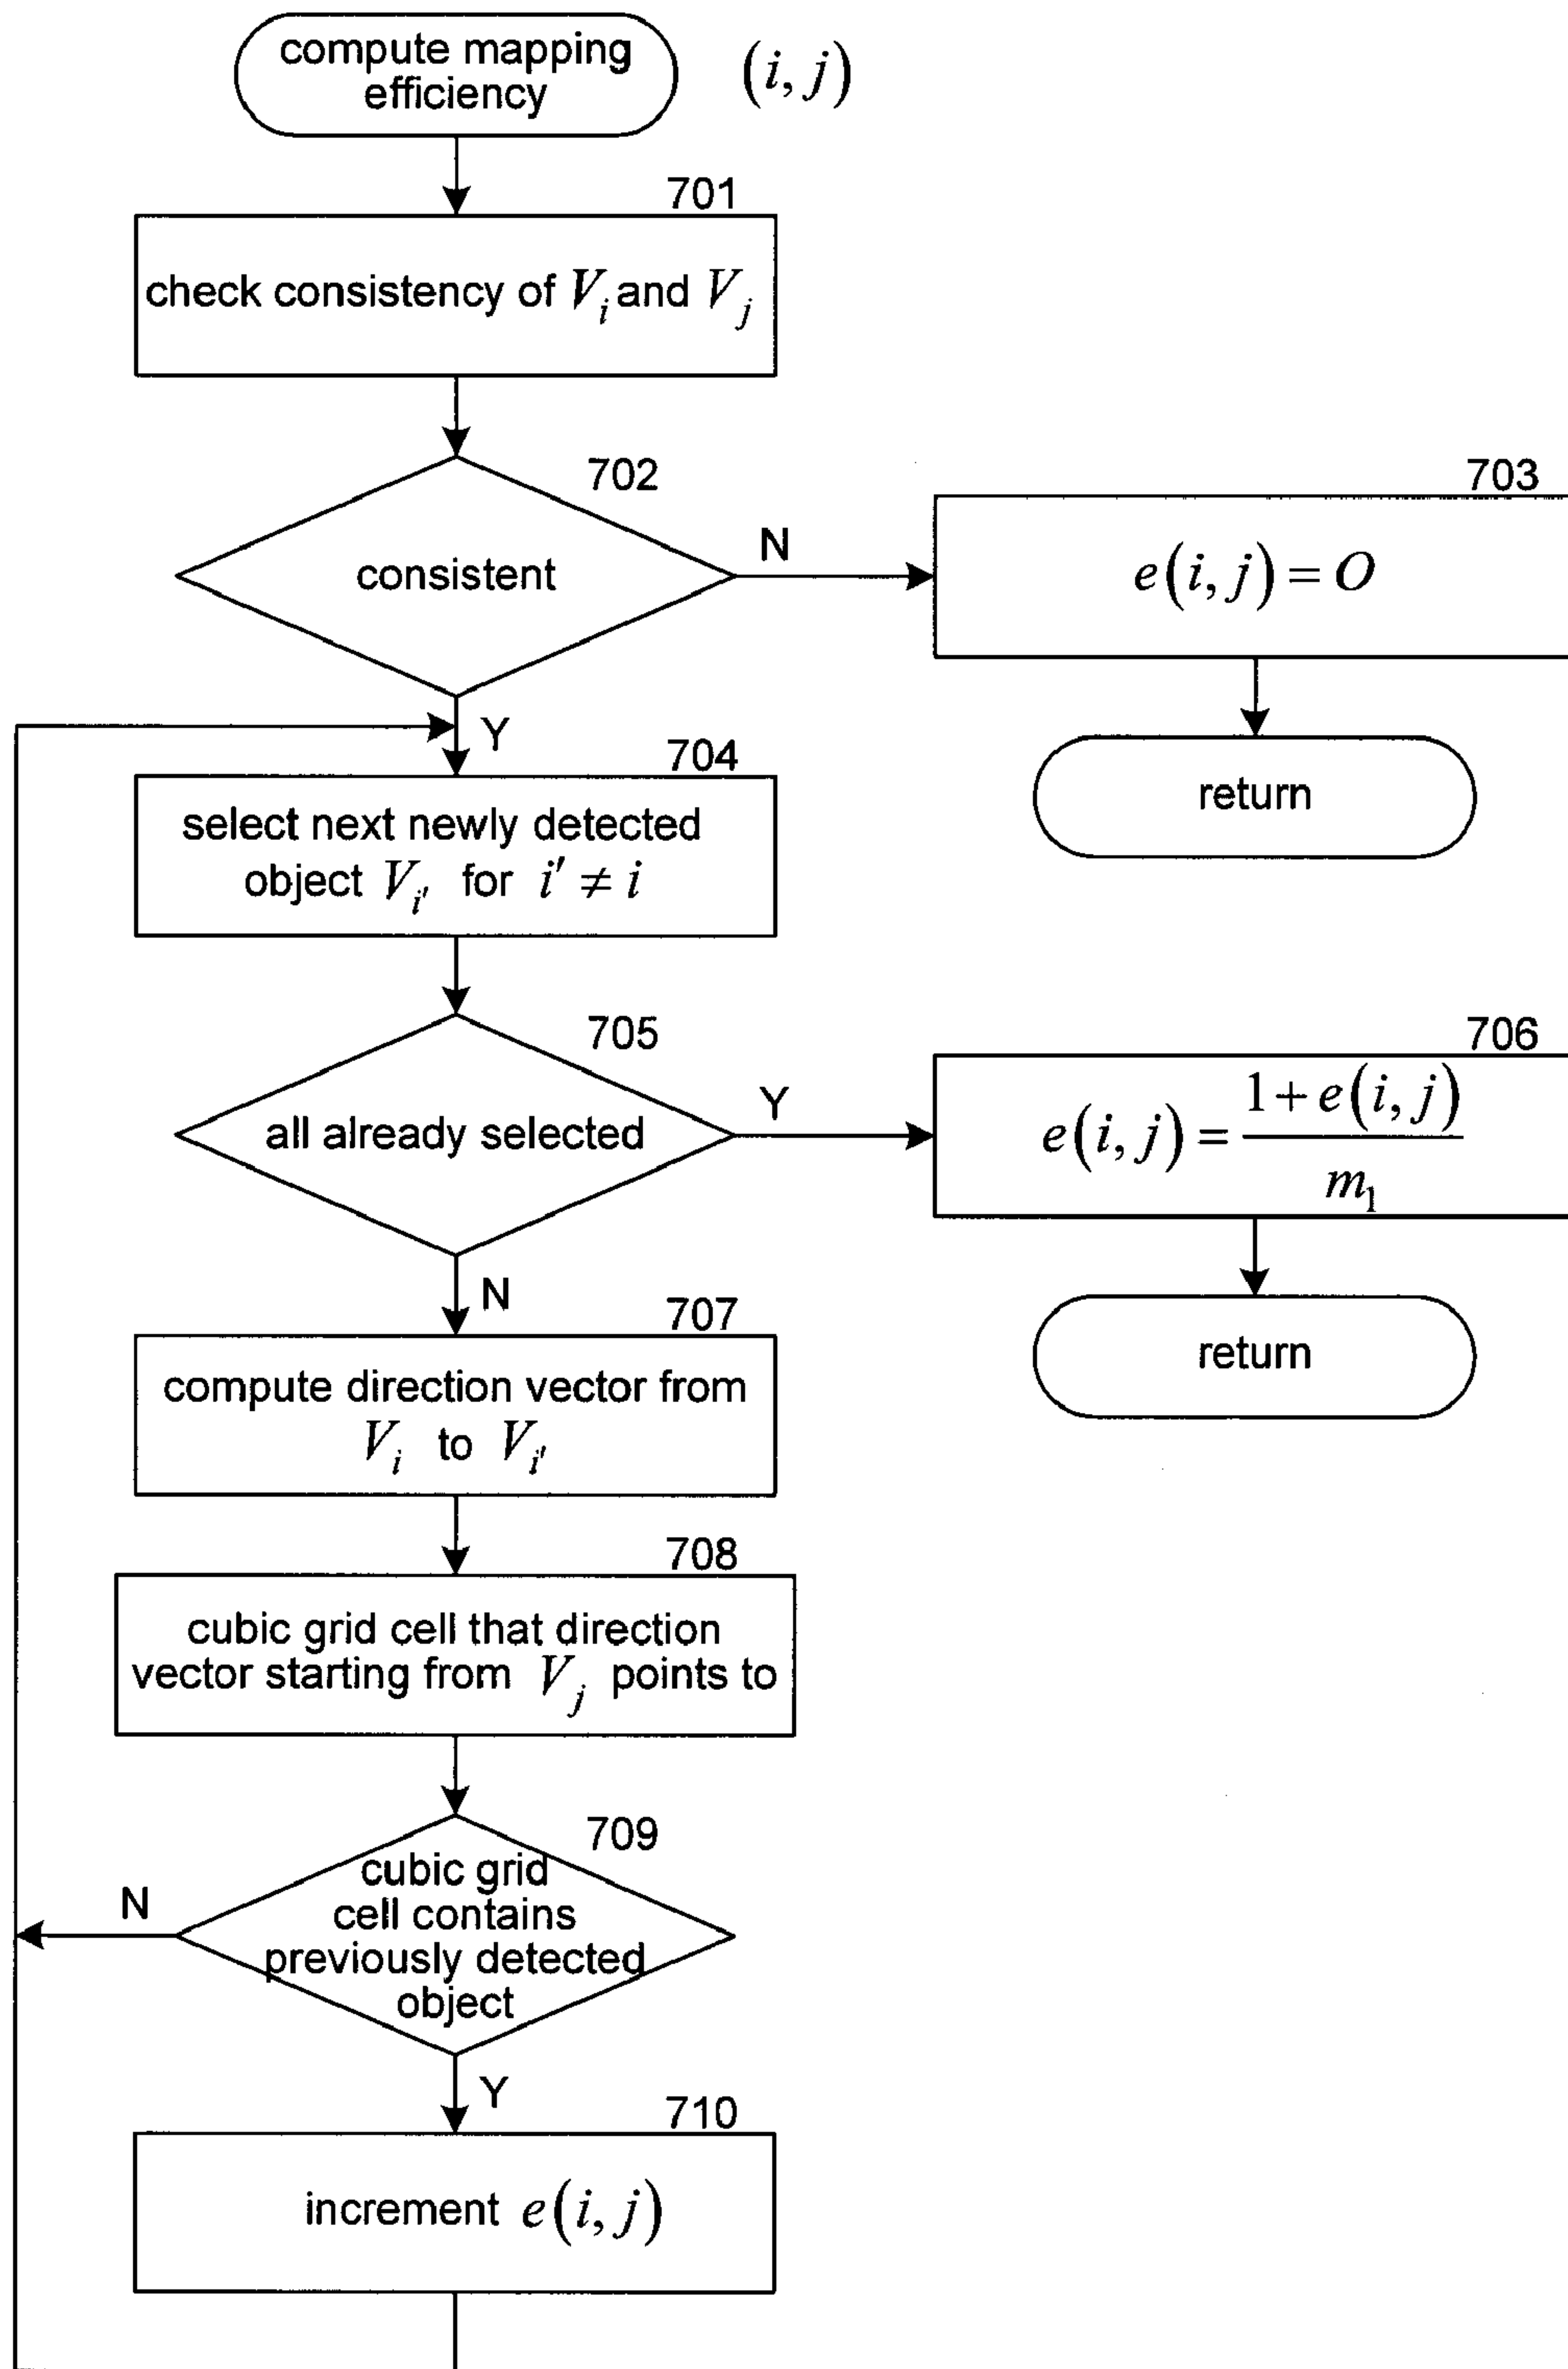 compute mapping
efficiency
(i, j)
701
check consistency of V_i and V_j
702
consistent
N
703
e(i, j) = O
return
Y
704
select next newly detected
object V_i' for i' ≠ i
705
all already selected
Y
706
e(i, j) = \frac{1 + e(i, j)}{m_1}
return
N
707
compute direction vector from
V_i to V_i'
708
cubic grid cell that direction
vector starting from V_j points to
709
cubic grid
cell contains
previously detected
object
N
Y
710
increment e(i, j)